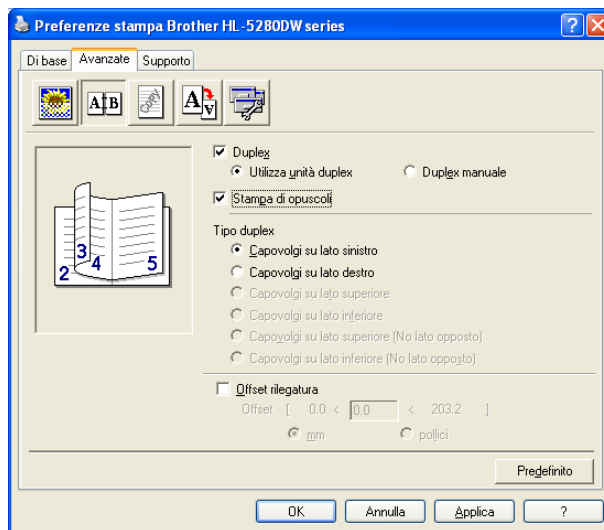 Preferenze stampa Brother HL-5280DW series
Di base Avanzate Supporto
A B copy A A
Duplex
Utilizza unità duplex Duplex manuale
Stampa di opuscoli
2 3 4 5
Tipo duplex
Capovolgi su lato sinistro
Capovolgi su lato destro
Capovolgi su lato superiore
Capovolgi su lato inferiore
Capovolgi su lato superiore (No lato opposto)
Capovolgi su lato inferiore (No lato opposto)
Offset rilegatura
Offset [ 0.0 < 0.0 < 203.2 ]
mm pollici
Predefinito
OK Annulla Applica ?